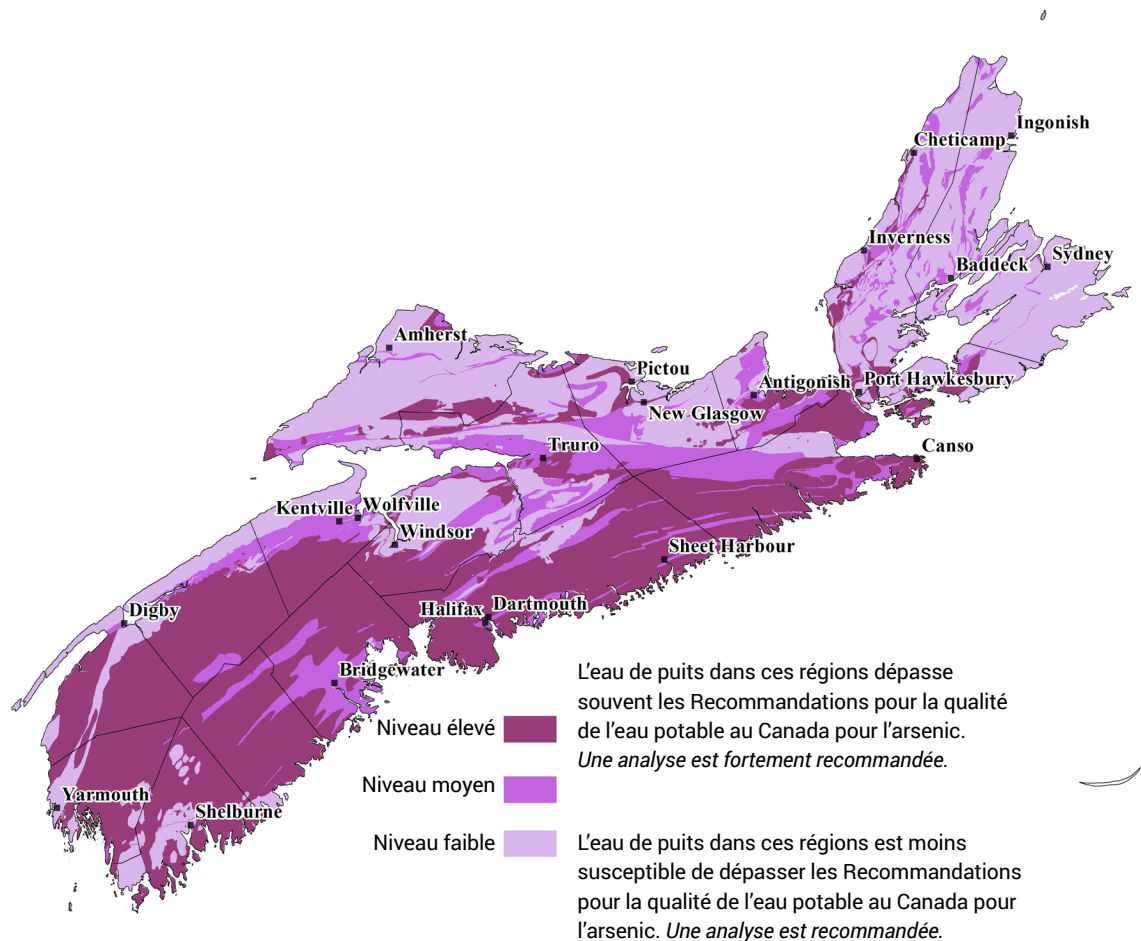 Ingonish
Cheticamp
Inverness
Baddeck
Sydney
Amherst
Pictou
Antigonish
Port Hawkesbury
New Glasgow
Truro
Canso
Kentville
Wolfville
Windsor
Sheet Harbour
Digby
Halifax
Dartmouth
Bridgewater
Yarmouth
Shelburne
Niveau élevé
L'eau de puits dans ces régions dépasse
souvent les Recommandations pour la qualité
de l'eau potable au Canada pour l'arsenic.
Une analyse est fortement recommandée.
Niveau moyen
Niveau faible
L'eau de puits dans ces régions est moins
susceptible de dépasser les Recommandations
pour la qualité de l'eau potable au Canada pour
l'arsenic. Une analyse est recommandée.